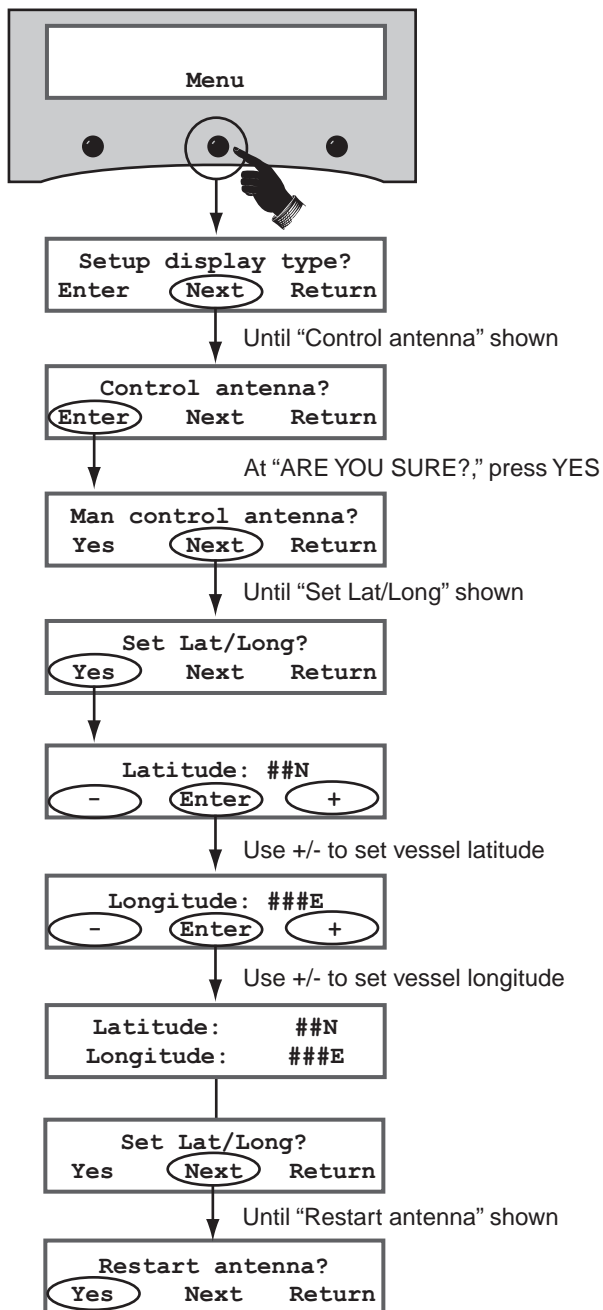 Menu
Setup display type?
Enter Next Return
Until “Control antenna” shown
Control antenna?
Enter Next Return
At “ARE YOU SURE?,” press YES
Man control antenna?
Yes Next Return
Until “Set Lat/Long” shown
Set Lat/Long?
Yes Next Return
Latitude: ##N
- Enter +
Use +/- to set vessel latitude
Longitude: ###E
- Enter +
Use +/- to set vessel longitude
Latitude: ##N
Longitude: ###E
Set Lat/Long?
Yes Next Return
Until “Restart antenna” shown
Restart antenna?
Yes Next Return